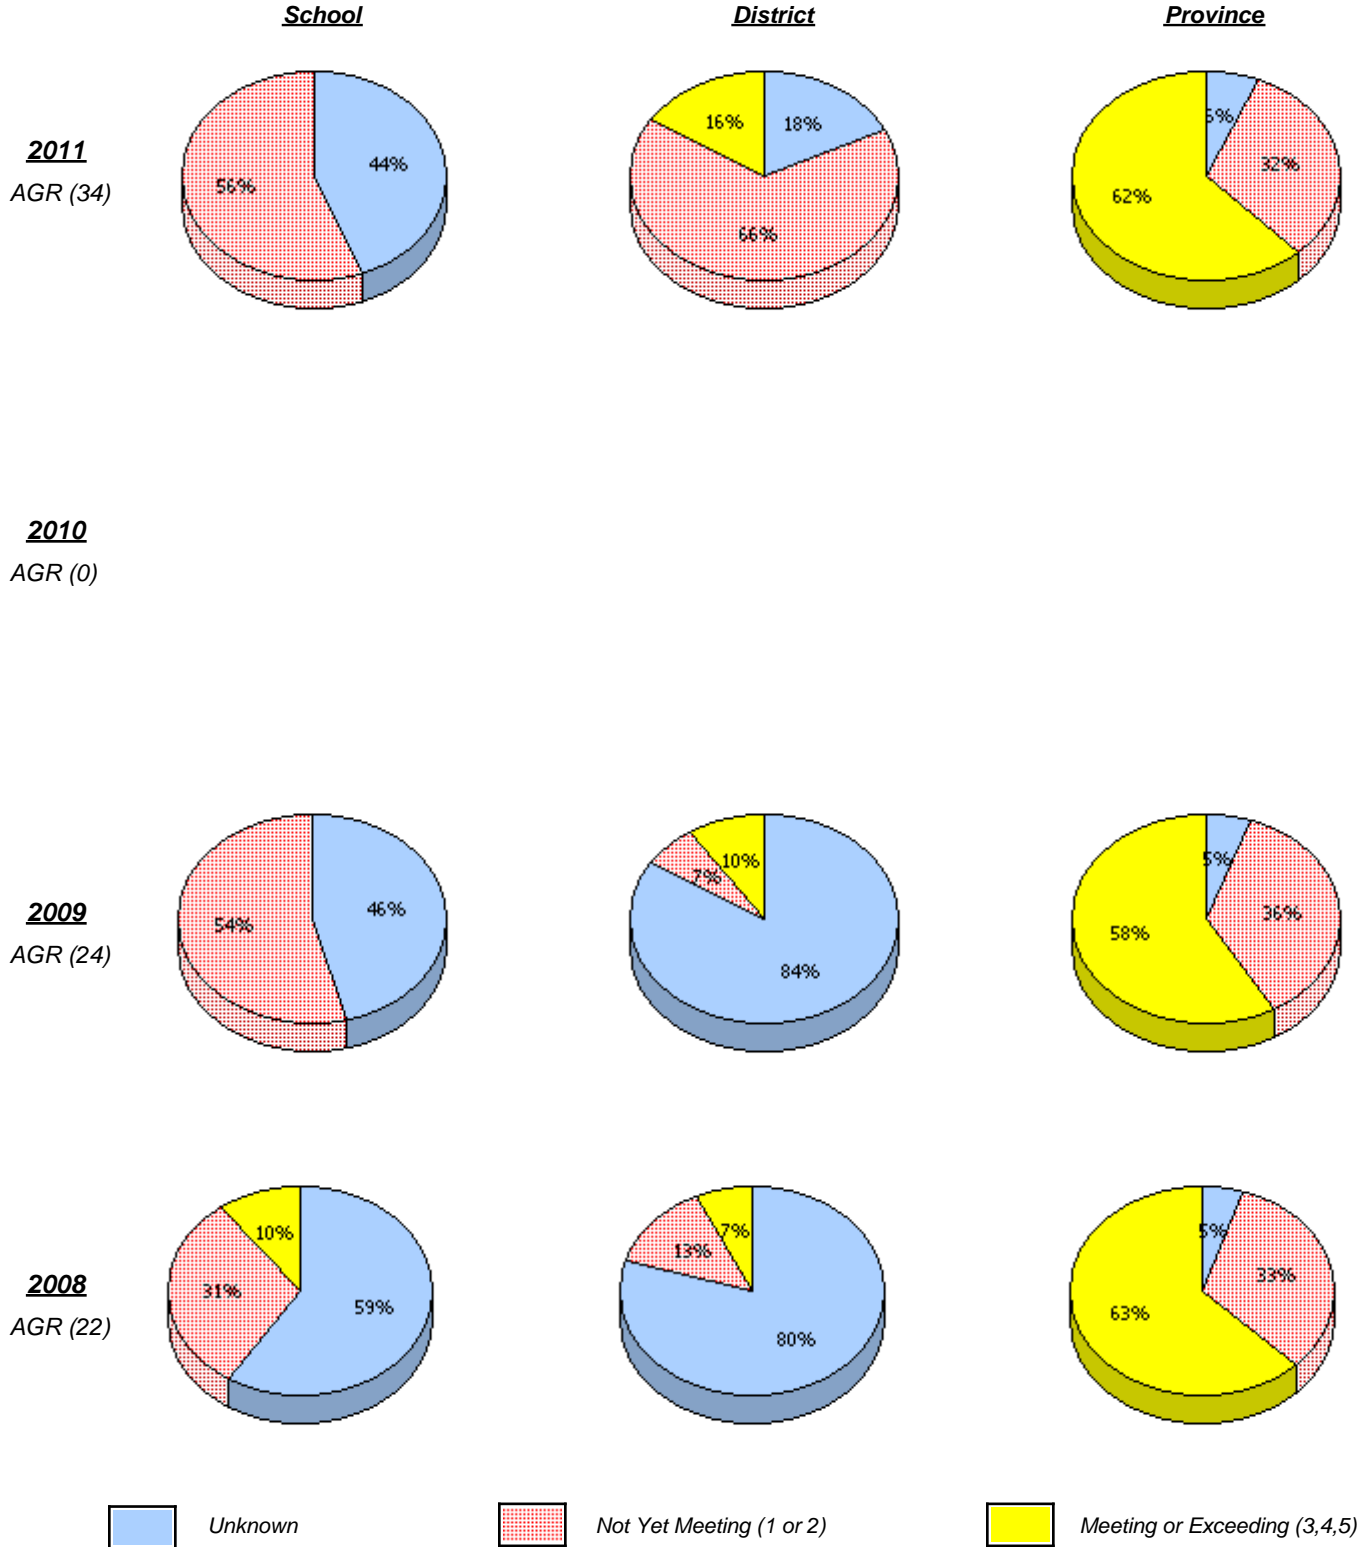 School District Province
2011
AGR (34)
56% 44%
16% 18% 66%
32% 62%
2010
AGR (0)
2009
AGR (24)
54% 46%
7% 10% 84%
5% 36% 58%
2008
AGR (22)
10% 31% 59%
13% 7% 80%
5% 33% 63%
Unknown Not Yet Meeting (1 or 2) Meeting or Exceeding (3,4,5)